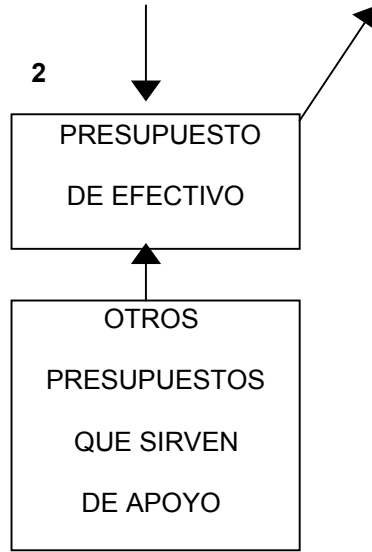 2
PRESUPUESTO
DE EFECTIVO
OTROS
PRESUPUESTOS
QUE SIRVEN
DE APOYO